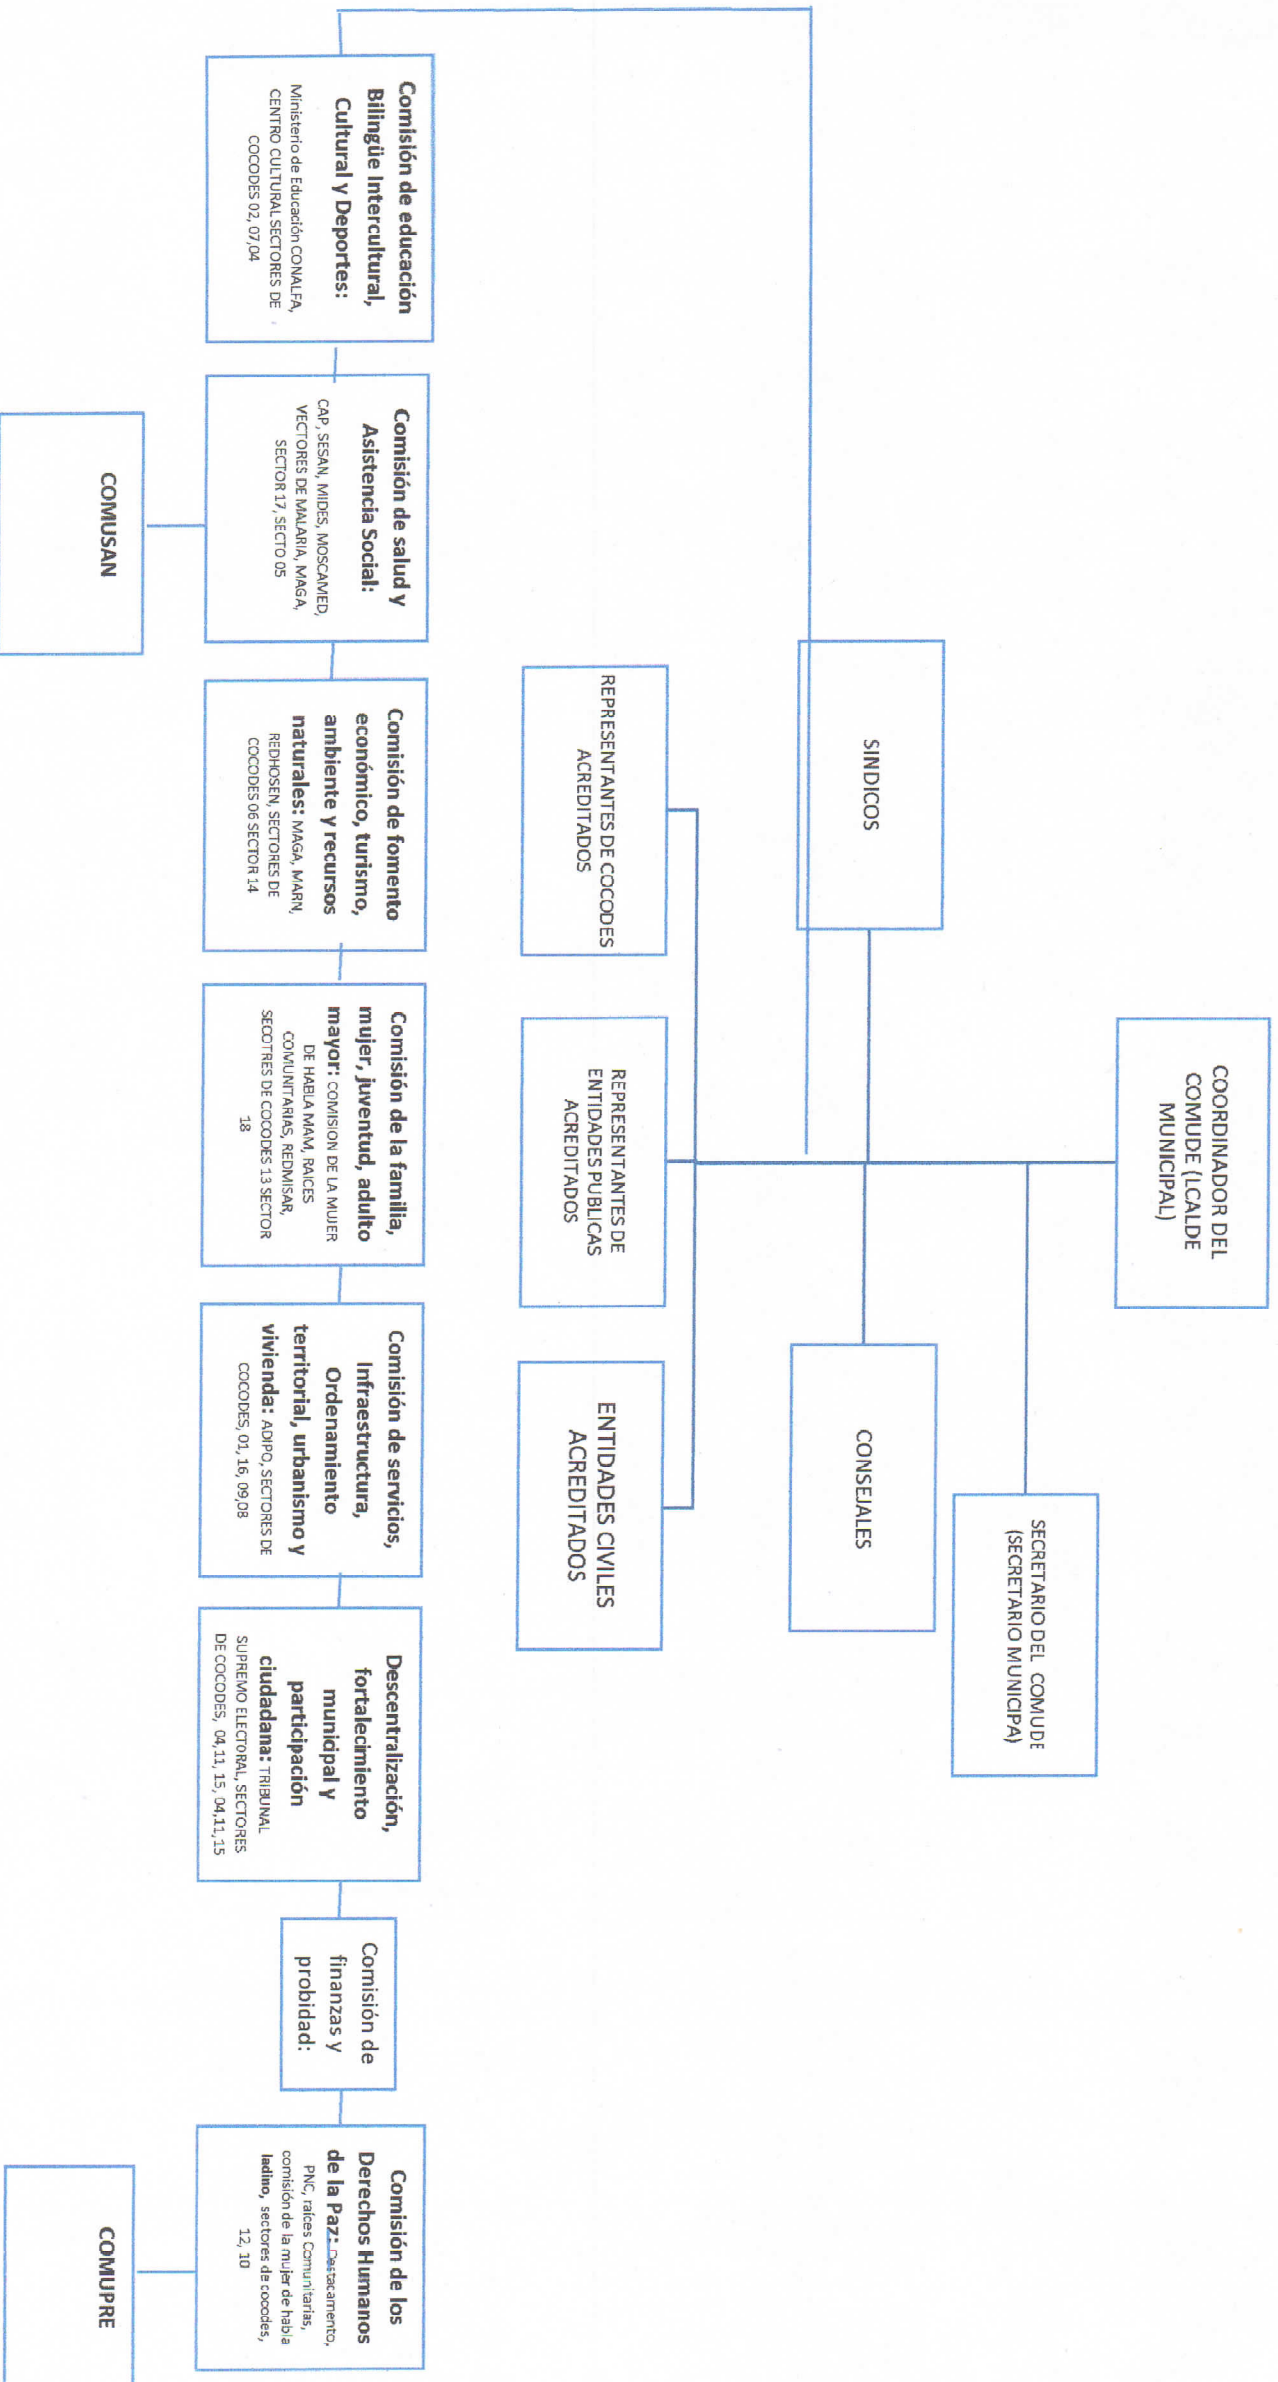 COORDINADOR DEL
COMUDE (LCALDE
MUNICIPAL)
SECRETARIO DEL COMUDE
(SECRETARIO MUNICIPA)
SINDICOS
CONSEJALES
REPRESENTANTES DE COCODES
ACREDITADOS
REPRESENTANTES DE
ENTIDADES PUBLICAS
ACREDITADOS
ENTIDADES CIVILES
ACREDITADOS
Comisión de educación
Bilingüe Intercultural,
Cultural y Deportes:
Ministerio de Educación CONALFA,
CENTRO CULTURAL SECTORES DE
COCODES 02, 07,04
Comisión de salud y
Asistencia Social:
CAP, SESAN, MIDES, MOSCAMED,
VECTORES DE MALARIA, MAGA,
SECTOR 17, SECTO 05
Comisión de fomento
económico, turismo,
ambiente y recursos
naturales: MAGA, MARN,
REDHOSEN, SECTORES DE
COCODES 06 SECTOR 14
Comisión de la familia,
mujer, juventud, adulto
mayor: COMISION DE LA MUJER
DE HABLA MAM, RAICES
COMUNITARIAS, REDMISAR,
SECOTRES DE COCODES 13 SECTOR
18
Comisión de servicios,
Infraestructura,
Ordenamiento
territorial, urbanismo y
vivienda: ADIPO, SECTORES DE
COCODES, 01, 16, 09,08
Descentralización,
fortalecimiento
municipal y
participación
ciudadana: TRIBUNAL
SUPREMO ELECTORAL, SECTORES
DE COCODES, 04,11, 15, 04,11,15
Comisión de
finanzas y
probidad:
Comisión de los
Derechos Humanos
de la Paz: Destacamento,
PNC, raíces Comunitarias,
comisión de la mujer de habla
ladino, sectores de cocodes,
12, 10
COMUSAN
COMUPRE